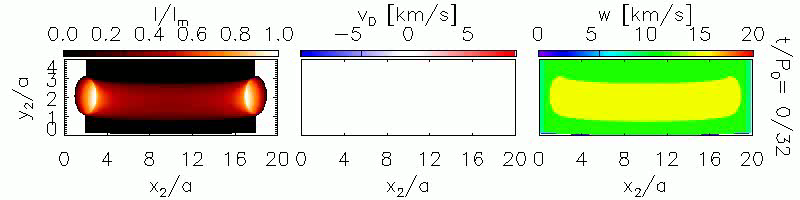 I/I_E
v_D [km/s]
w [km/s]
0.0 0.2 0.4 0.6 0.8 1.0
-5 0 5
0 5 10 15 20
y_2/a
4
3
2
1
0
0 4 8 12 16 20
0 4 8 12 16 20
0 4 8 12 16 20
x_2/a
x_2/a
x_2/a
t/P_0= 0/32